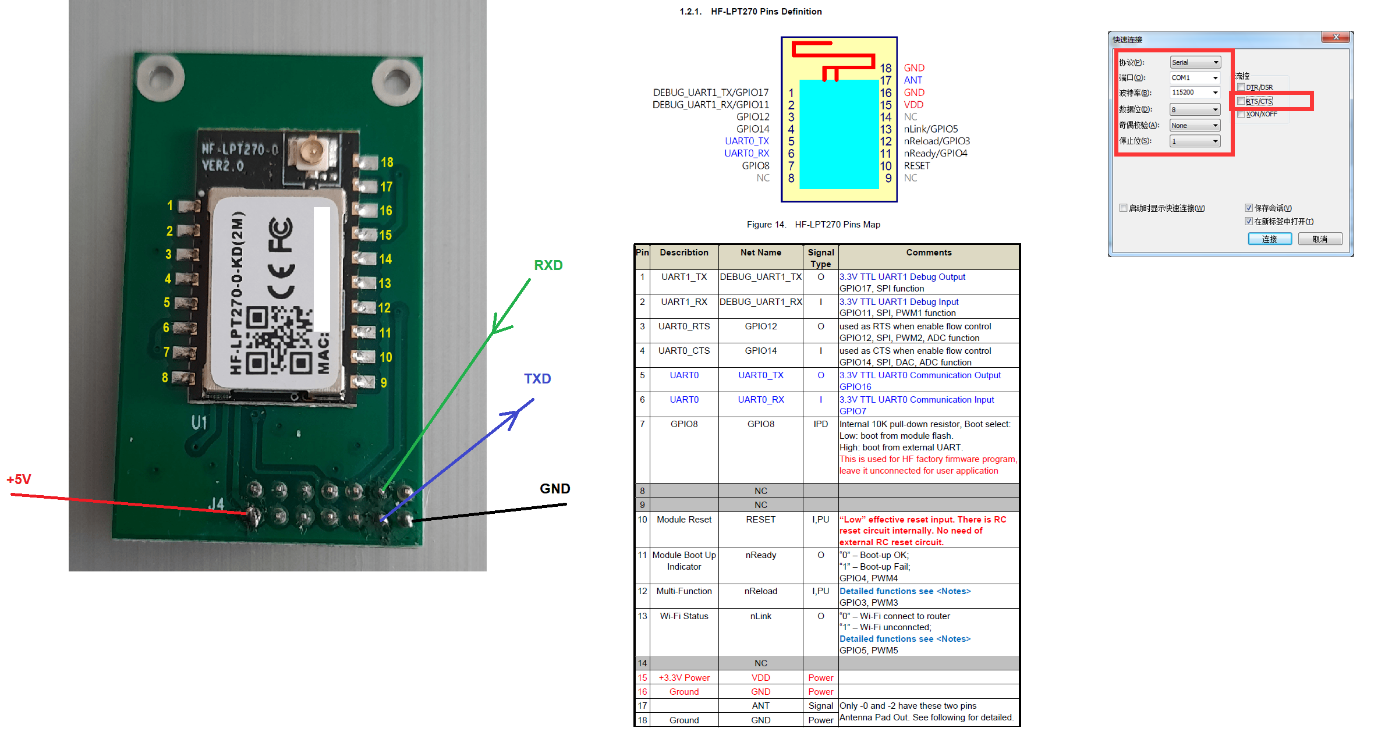 HF-LPT270-0
VER2.0
HF-LPT270-0-KD(2M)
CE FC
MAC:
1
2
3
4
5
6
7
8
18
17
16
15
14
13
12
11
10
9
U1
J4
+5V
RXD
TXD
GND
1.2.1. HF-LPT270 Pins Definition
DEBUG_UART1_TX/GPIO17 1
DEBUG_UART1_RX/GPIO11 2
GPIO12 3
GPIO14 4
UART0_TX 5
UART0_RX 6
GPIO8 7
NC 8
18 GND
17 ANT
16 GND
15 VDD
14 NC
13 nLink/GPIO5
12 nReload/GPIO3
11 nReady/GPIO4
10 RESET
9 NC
Figure 14. HF-LPT270 Pins Map
Pin Describtion Net Name Signal Type Comments
1 UART1_TX DEBUG_UART1_TX O 3.3V TTL UART1 Debug Output
GPIO17, SPI function
2 UART1_RX DEBUG_UART1_RX I 3.3V TTL UART1 Debug Input
GPIO11, SPI, PWM1 function
3 UART0_RTS GPIO12 O used as RTS when enable flow control
GPIO12, SPI, PWM2, ADC function
4 UART0_CTS GPIO14 I used as CTS when enable flow control
GPIO14, SPI, DAC, ADC function
5 UART0 UART0_TX O 3.3V TTL UART0 Communication Output
GPIO16
6 UART0 UART0_RX I 3.3V TTL UART0 Communication Input
GPIO7
7 GPIO8 GPIO8 IPD Internal 10K pull-down resistor, Boot select:
Low: boot from module flash.
High: boot from external UART.
This is used for HF factory firmware program,
leave it unconnected for user application
8 NC
9 NC
10 Module Reset RESET I,PU “Low” effective reset input. There is RC
reset circuit internally. No need of
external RC reset circuit.
11 Module Boot Up Indicator nReady O "0" – Boot-up OK;
"1" – Boot-up Fail;
GPIO4, PWM4
12 Multi-Function nReload I,PU Detailed functions see <Notes>
GPIO3, PWM3
13 Wi-Fi Status nLink O "0" – Wi-Fi connect to router
"1" – Wi-Fi unconncted;
Detailed functions see <Notes>
GPIO5, PWM5
14 NC
15 +3.3V Power VDD Power
16 Ground GND Power
17 ANT Signal Only -0 and -2 have these two pins
18 Ground GND Power Antenna Pad Out. See following for detailed.
快速连接
协议(P): Serial
端口(O): COM1
波特率(B): 115200
数据位(D): 8
奇偶校验(A): None
停止位(S): 1
流控
DTR/DSR
RTS/CTS
XON/XOFF
启动时显示快速连接(W)
保存会话(V)
在新标签中打开(T)
连接
取消